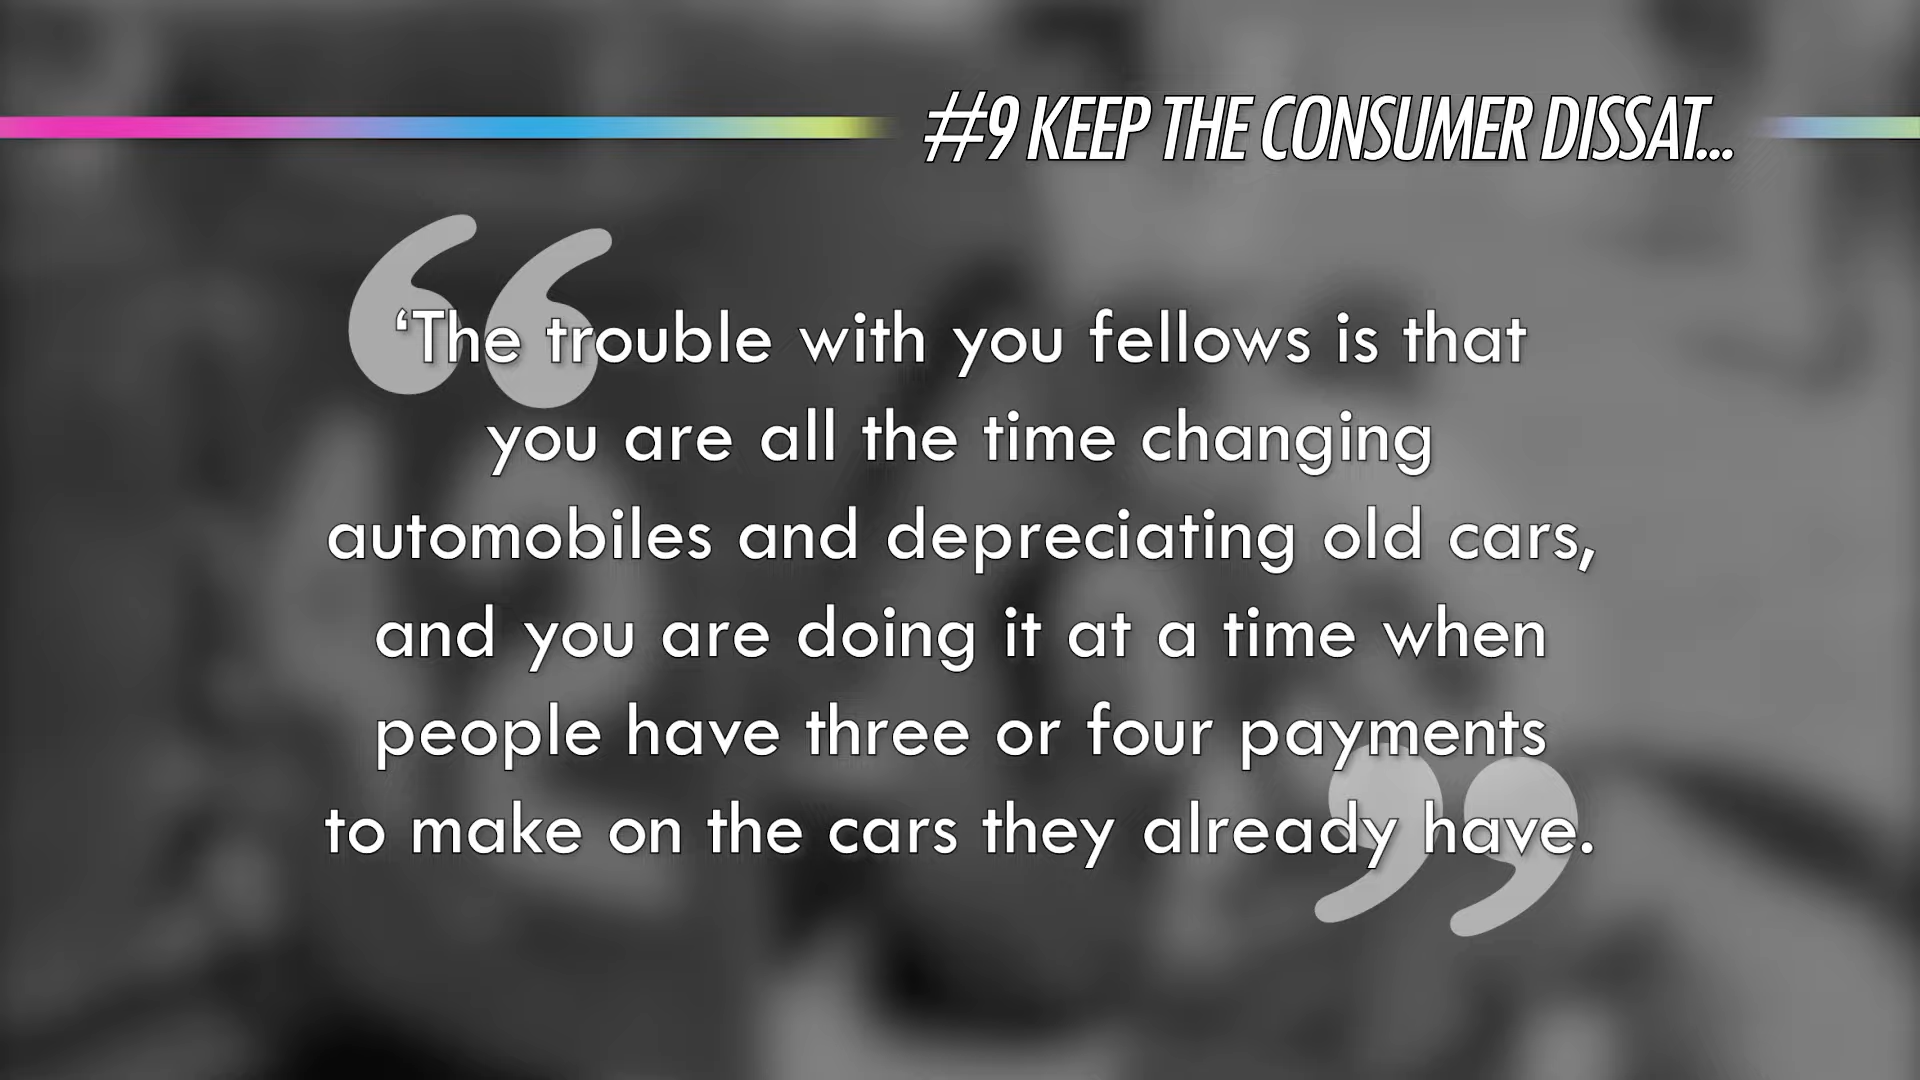 #9 KEEP THE CONSUMER DISSAT...
‘The trouble with you fellows is that
you are all the time changing
automobiles and depreciating old cars,
and you are doing it at a time when
people have three or four payments
to make on the cars they already have.